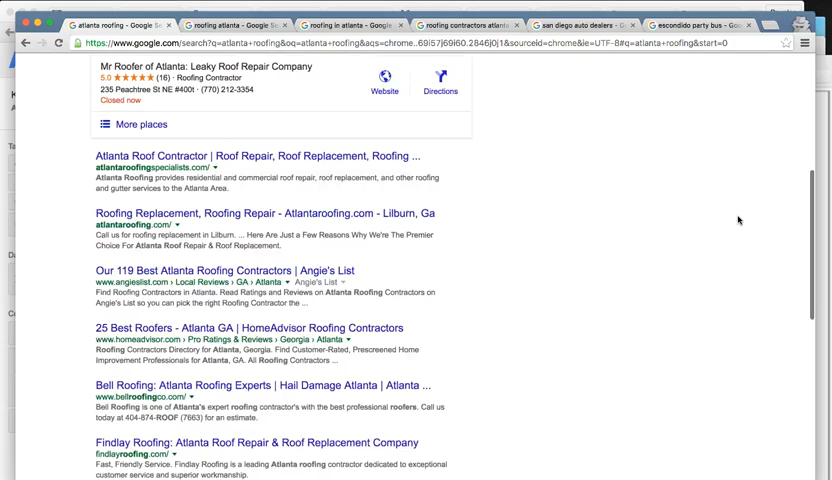 atlanta roofing - Google Se
roofing atlanta - Google Se
roofing in atlanta - Google
roofing contractors atlanta
san diego auto dealers - G
escondido party bus - Goog
https://www.google.com/search?q=atlanta+roofing&oq=atlanta+roofing&aqs=chrome..69i57j69i60.2846j0j1&sourceid=chrome&ie=UTF-8#q=atlanta+roofing&start=0
Mr Roofer of Atlanta: Leaky Roof Repair Company
5.0 ★★★★★ (16) · Roofing Contractor
235 Peachtree St NE #400t · (770) 212-3354
Closed now
Website
Directions
More places
Atlanta Roof Contractor | Roof Repair, Roof Replacement, Roofing ...
atlantaroofingspecialists.com/
Atlanta Roofing provides residential and commercial roof repair, roof replacement, and other roofing
and gutter services to the Atlanta Area.
Roofing Replacement, Roofing Repair - Atlantaroofing.com - Lilburn, Ga
atlantaroofing.com/
Call us for roofing replacement in Lilburn. ... Here Are Just a Few Reasons Why We're The Premier
Choice For Atlanta Roof Repair & Roof Replacement.
Our 119 Best Atlanta Roofing Contractors | Angie's List
www.angieslist.com › Local Reviews › GA › Atlanta Angie's List
Find Roofing Contractors in Atlanta. Read Ratings and Reviews on Atlanta Roofing Contractors on
Angie's List so you can pick the right Roofing Contractor the ...
25 Best Roofers - Atlanta GA | HomeAdvisor Roofing Contractors
www.homeadvisor.com › Pro Ratings & Reviews › Georgia › Atlanta
Roofing Contractors Directory for Atlanta, Georgia. Find Customer-Rated, Prescreened Home
Improvement Professionals for Atlanta, GA. All Roofing Contractors ...
Bell Roofing: Atlanta Roofing Experts | Hail Damage Atlanta | Atlanta ...
www.bellroofingco.com/
Bell Roofing is one of Atlanta's expert roofing contractor's with the best professional roofers. Call us
today at 404-874-ROOF (7663) for an estimate.
Findlay Roofing: Atlanta Roof Repair & Roof Replacement Company
findlayroofing.com/
Fast, Friendly Service. Findlay Roofing is a leading Atlanta roofing contractor dedicated to exceptional
customer service and superior workmanship.